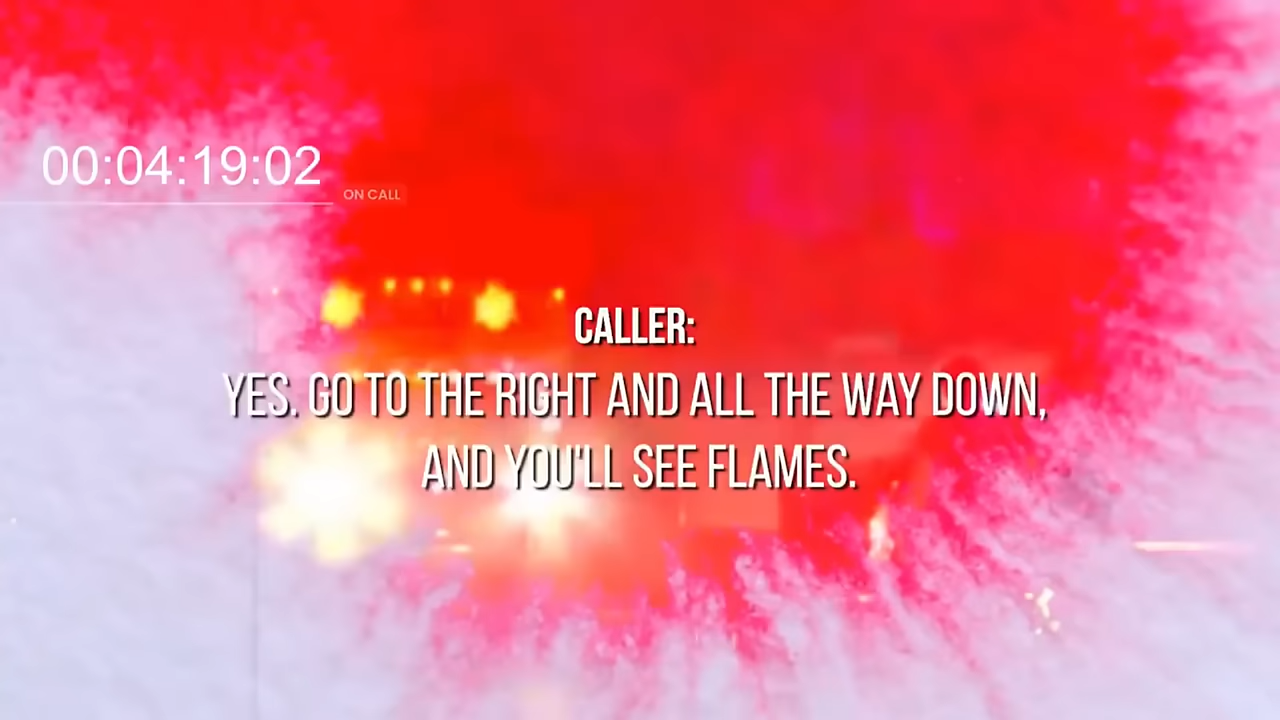 00:04:19:02
ON CALL
CALLER:
YES. GO TO THE RIGHT AND ALL THE WAY DOWN,
AND YOU'LL SEE FLAMES.